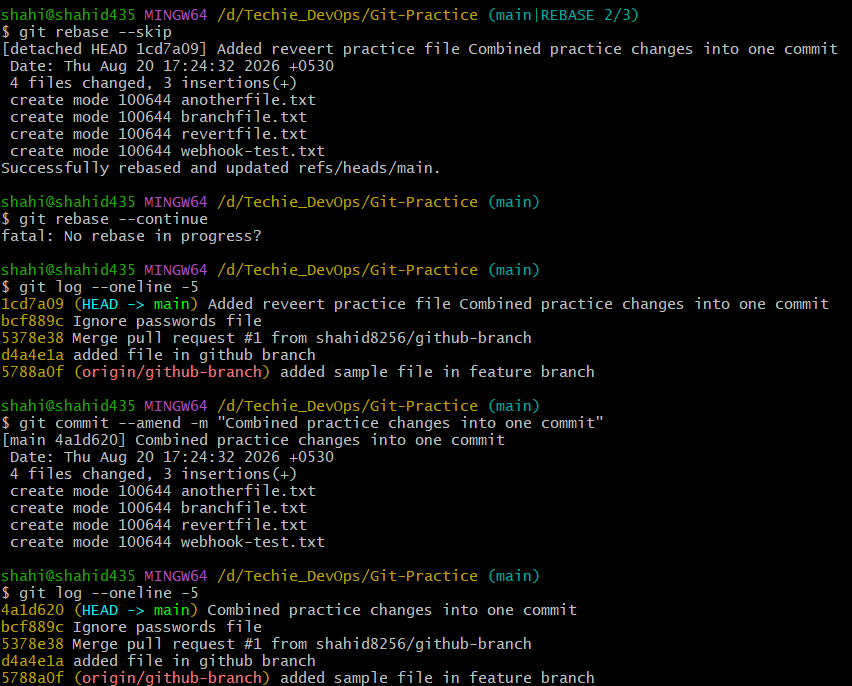 shahi@shahid435 MINGW64 /d/Techie_DevOps/Git-Practice (main|REBASE 2/3)
$ git rebase --skip
[detached HEAD 1cd7a09] Added reveert practice file Combined practice changes into one commit
 Date: Thu Aug 20 17:24:32 2026 +0530
 4 files changed, 3 insertions(+)
 create mode 100644 anotherfile.txt
 create mode 100644 branchfile.txt
 create mode 100644 revertfile.txt
 create mode 100644 webhook-test.txt
Successfully rebased and updated refs/heads/main.

shahi@shahid435 MINGW64 /d/Techie_DevOps/Git-Practice (main)
$ git rebase --continue
fatal: No rebase in progress?

shahi@shahid435 MINGW64 /d/Techie_DevOps/Git-Practice (main)
$ git log --oneline -5
1cd7a09 (HEAD -> main) Added reveert practice file Combined practice changes into one commit
bcf889c Ignore passwords file
5378e38 Merge pull request #1 from shahid8256/github-branch
d4a4e1a added file in github branch
5788a0f (origin/github-branch) added sample file in feature branch

shahi@shahid435 MINGW64 /d/Techie_DevOps/Git-Practice (main)
$ git commit --amend -m "Combined practice changes into one commit"
[main 4a1d620] Combined practice changes into one commit
 Date: Thu Aug 20 17:24:32 2026 +0530
 4 files changed, 3 insertions(+)
 create mode 100644 anotherfile.txt
 create mode 100644 branchfile.txt
 create mode 100644 revertfile.txt
 create mode 100644 webhook-test.txt

shahi@shahid435 MINGW64 /d/Techie_DevOps/Git-Practice (main)
$ git log --oneline -5
4a1d620 (HEAD -> main) Combined practice changes into one commit
bcf889c Ignore passwords file
5378e38 Merge pull request #1 from shahid8256/github-branch
d4a4e1a added file in github branch
5788a0f (origin/github-branch) added sample file in feature branch